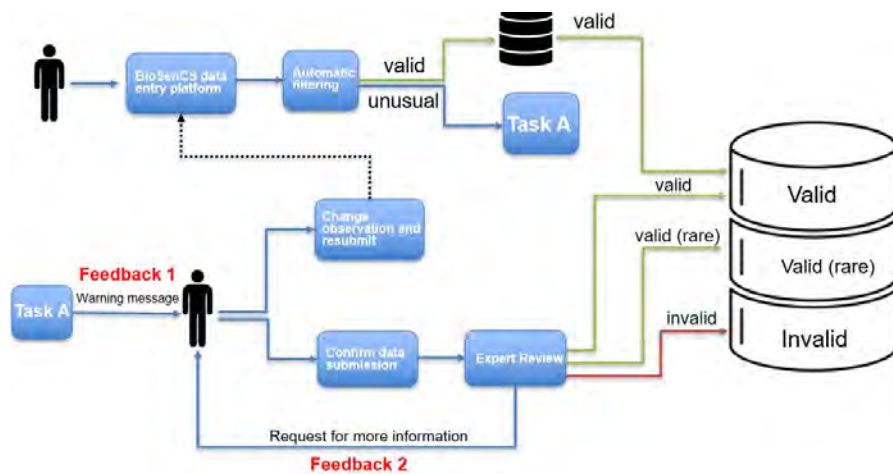 BioSenCS data
entry platform
Automatic
filtering
valid
unusual
valid
Task A
Change
observation and
resubmit
Feedback 1
Warning message
Task A
Confirm data
submission
Expert Review
valid
valid (rare)
invalid
Valid
Valid (rare)
Invalid
Request for more information
Feedback 2